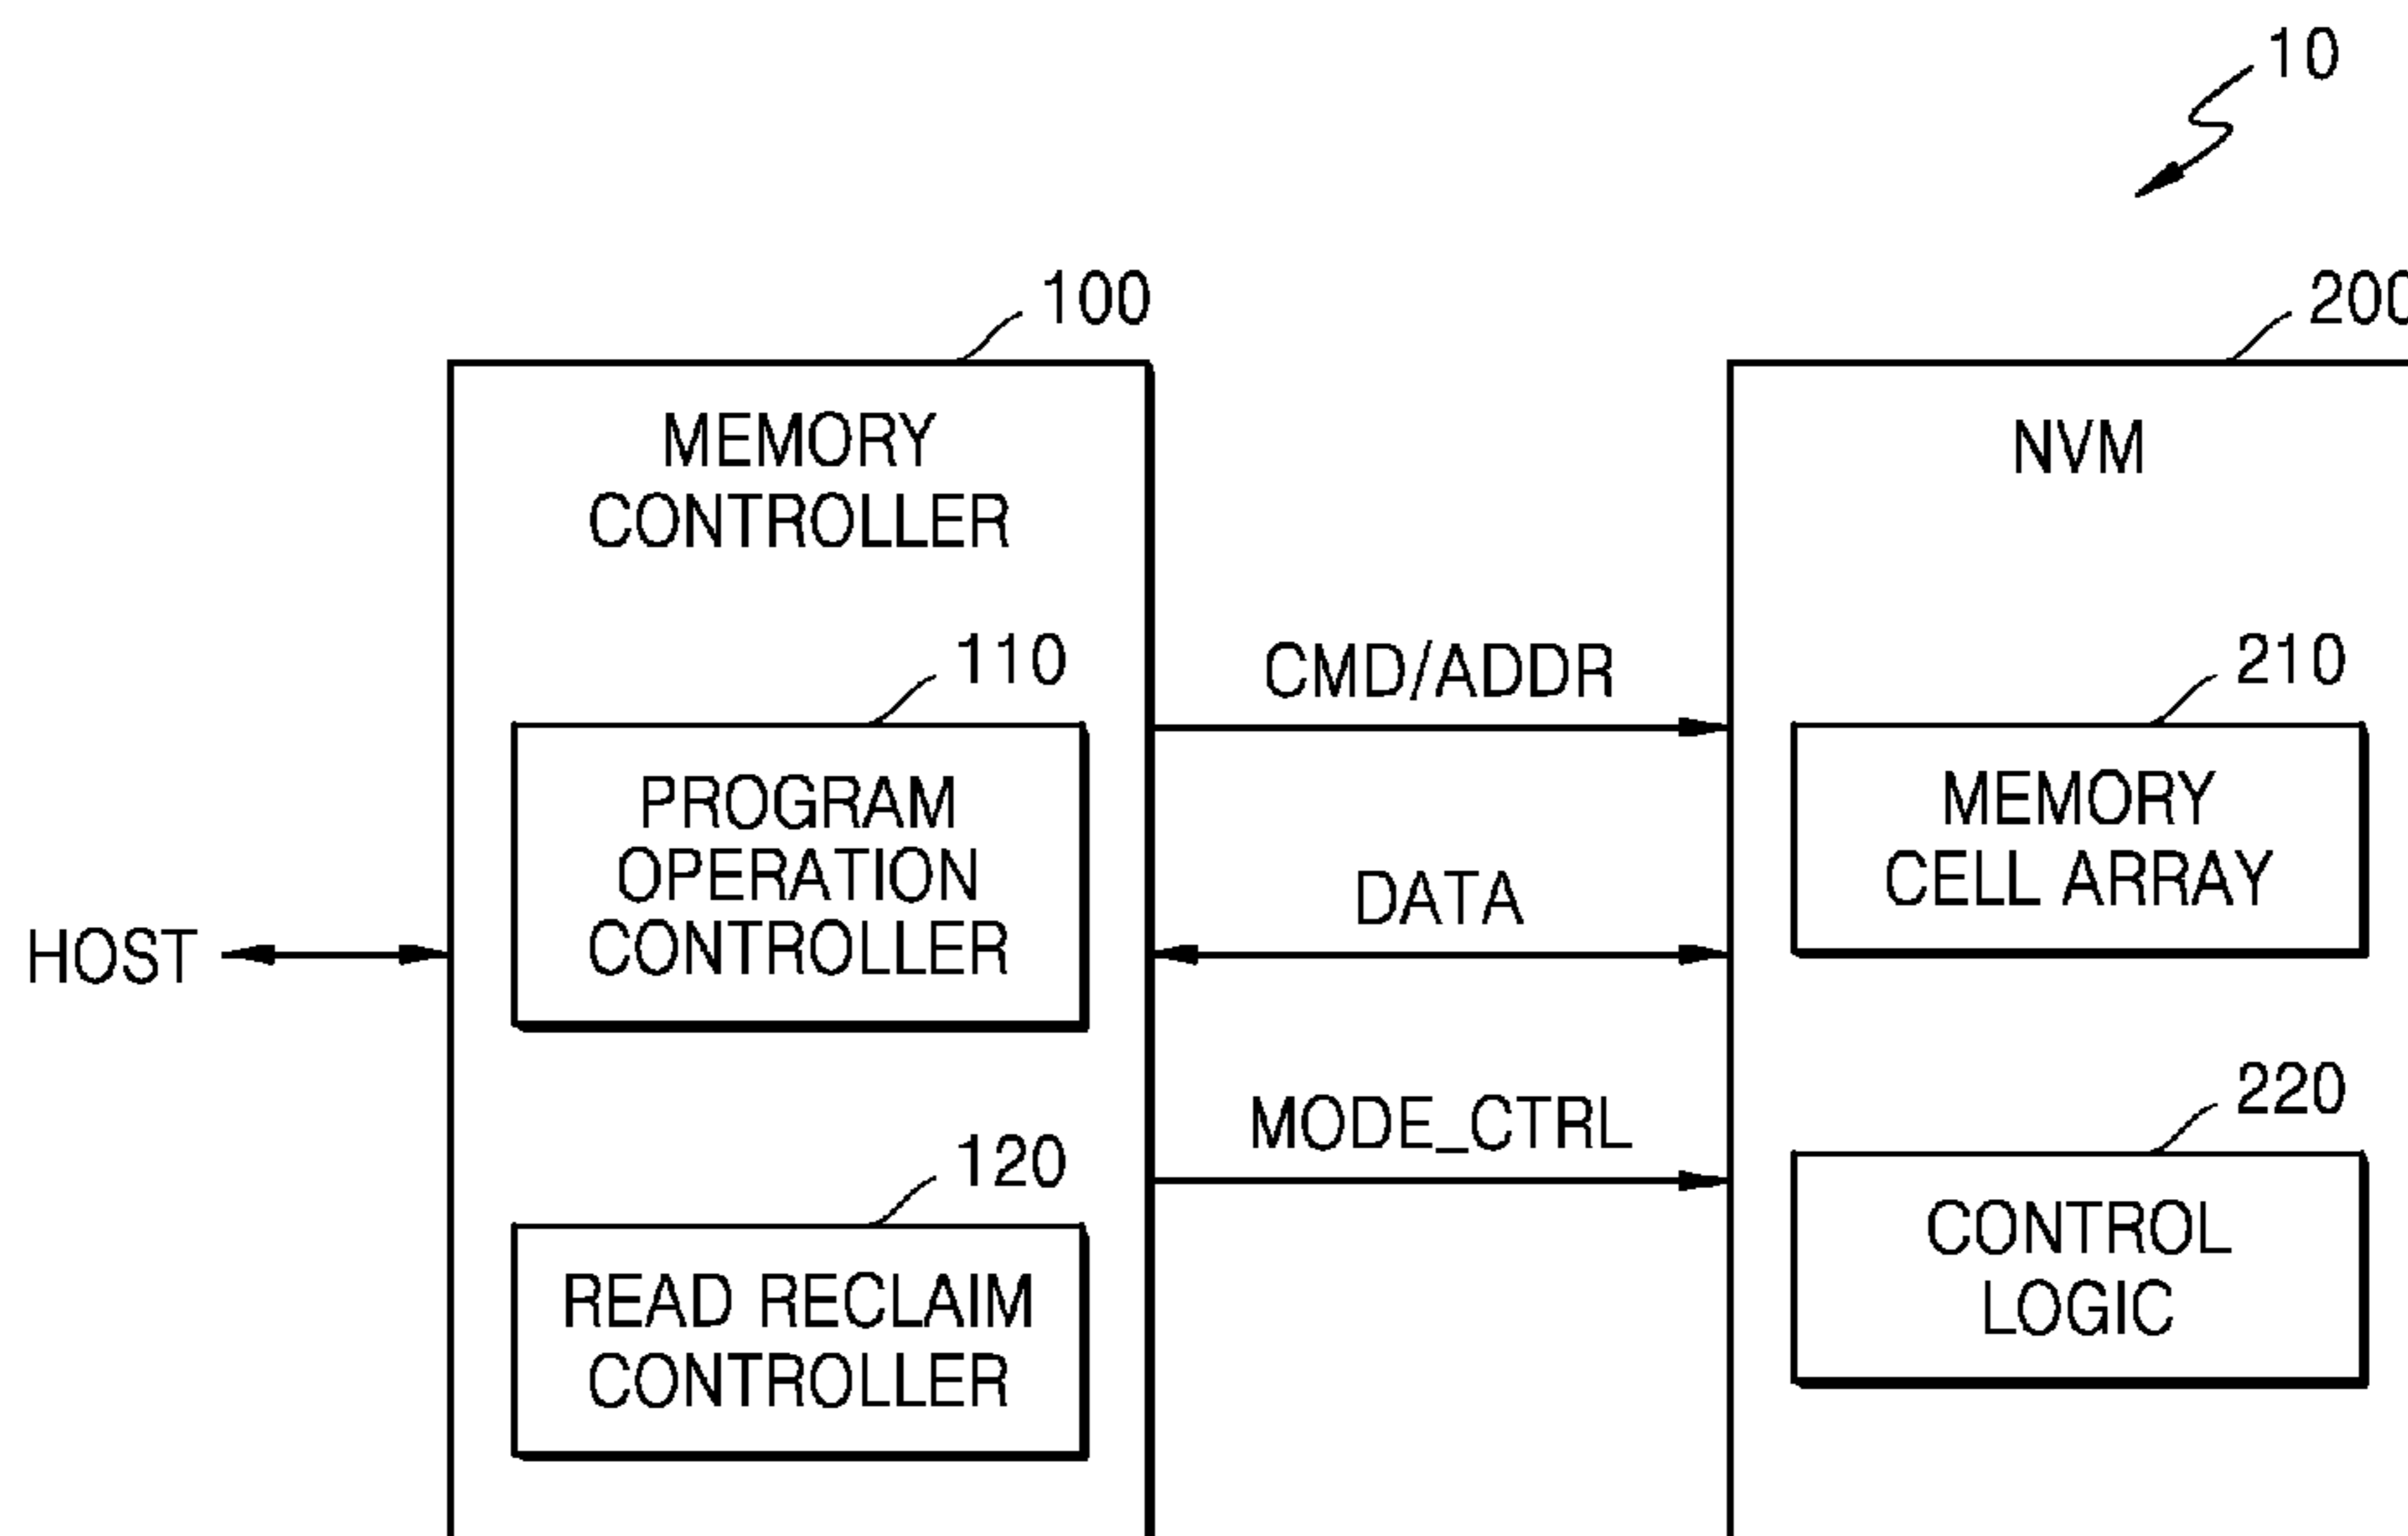 10
100
200
MEMORY
CONTROLLER
NVM
110
CMD/ADDR
210
PROGRAM
OPERATION
CONTROLLER
MEMORY
CELL ARRAY
DATA
HOST
MODE_CTRL
220
120
CONTROL
LOGIC
READ RECLAIM
CONTROLLER